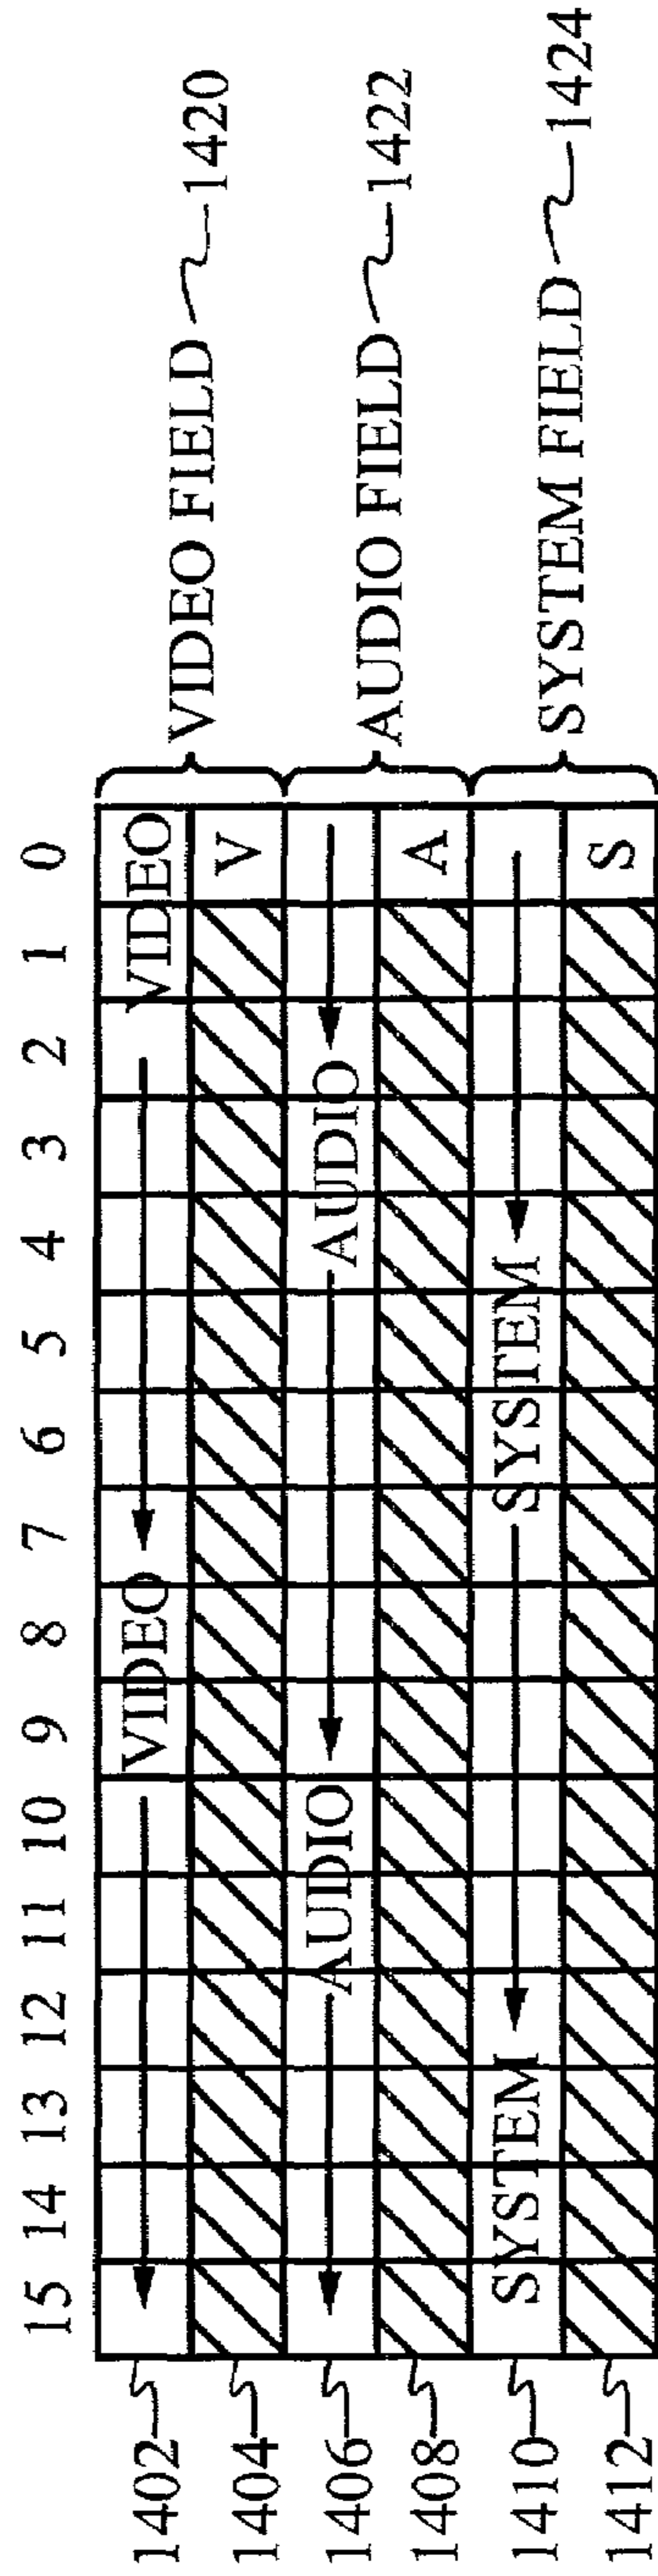 15 14 13 12 11 10 9 8 7 6 5 4 3 2 1 0
1402 VIDEO VIDEO
1404 V
VIDEO FIELD 1420
1406 AUDIO AUDIO
1408 A
AUDIO FIELD 1422
1410 SYSTEM SYSTEM
1412 S
SYSTEM FIELD 1424